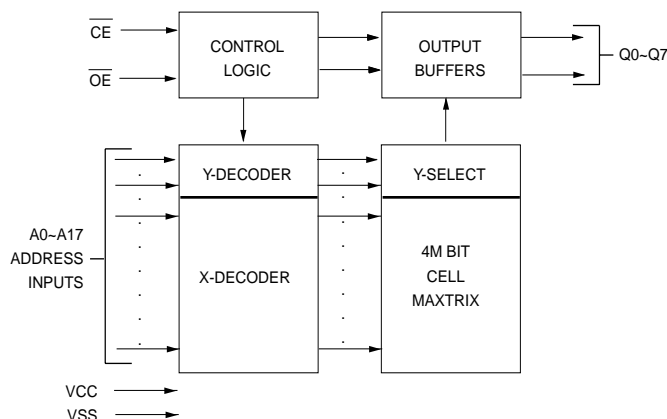 CE
CONTROL
LOGIC
OUTPUT
BUFFERS
Q0~Q7
OE
Y-DECODER
Y-SELECT
A0~A17
ADDRESS
INPUTS
X-DECODER
4M BIT
CELL
MAXTRIX
VCC
VSS